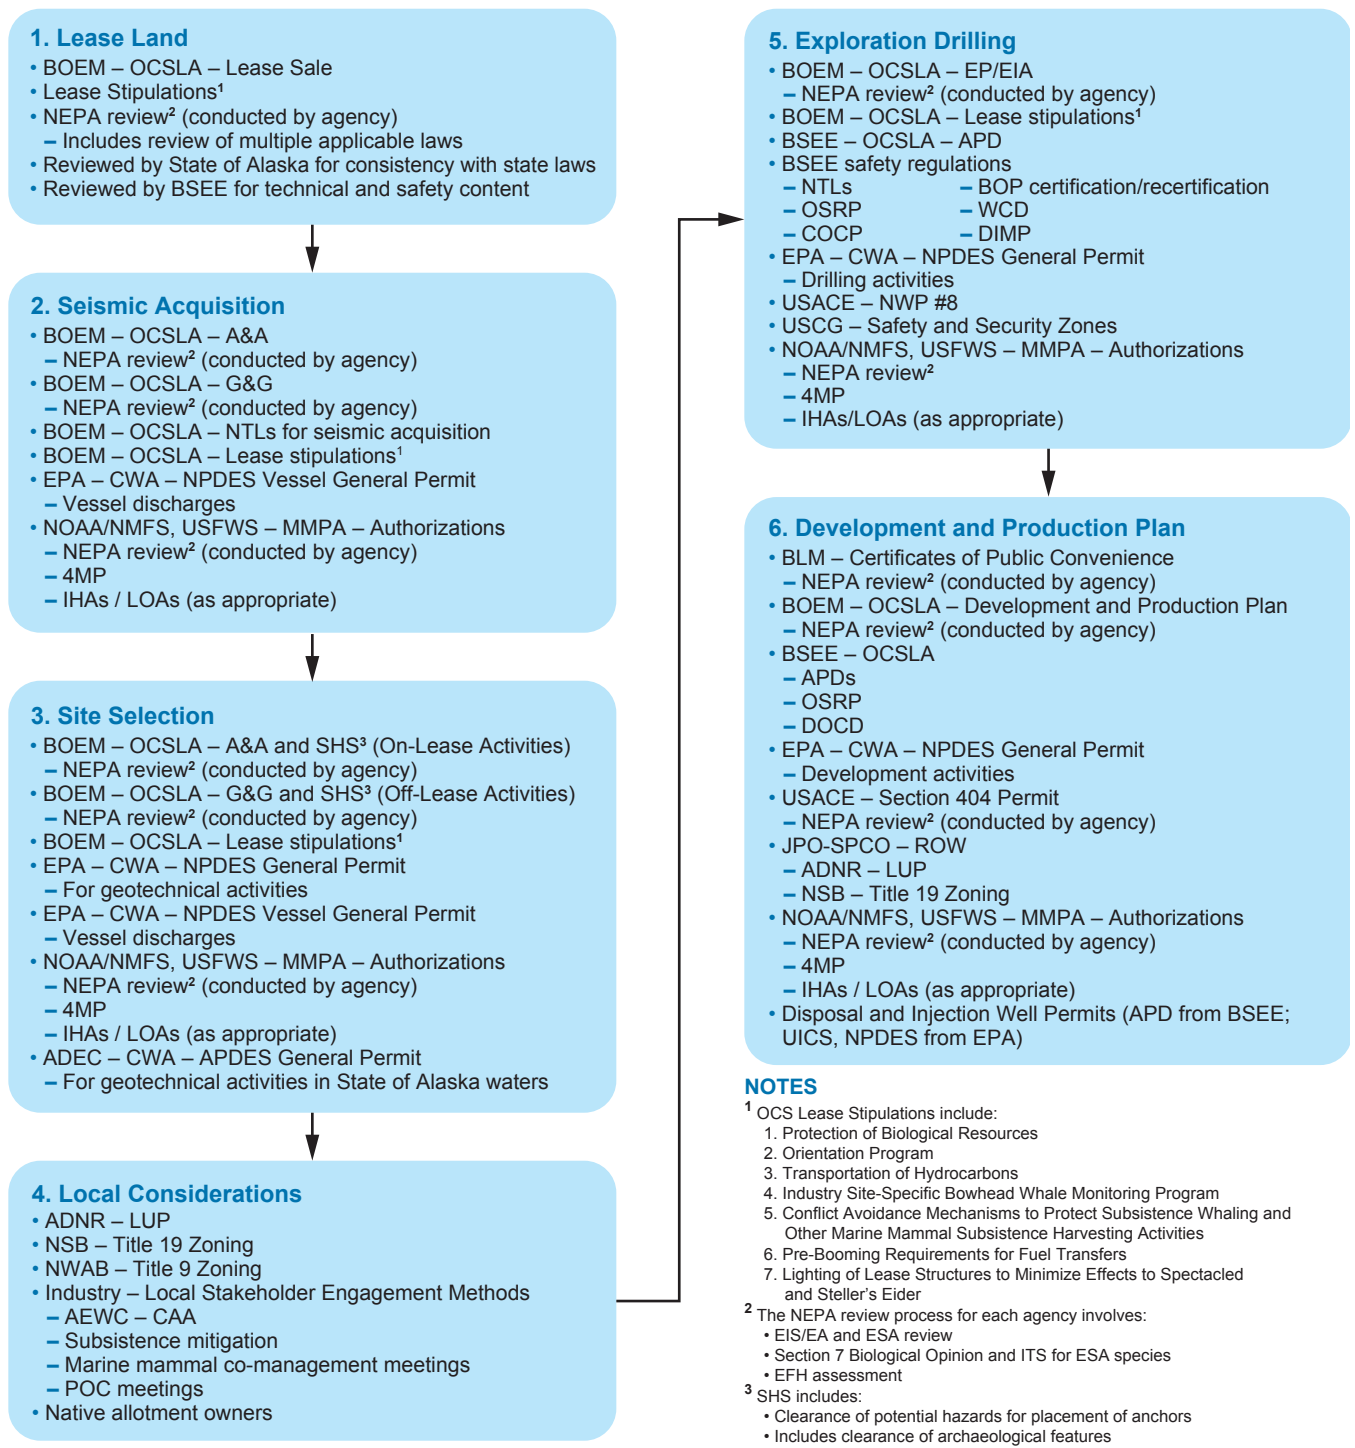 1. Lease Land
• BOEM – OCSLA – Lease Sale
• Lease Stipulations¹
• NEPA review² (conducted by agency)
– Includes review of multiple applicable laws
• Reviewed by State of Alaska for consistency with state laws
• Reviewed by BSEE for technical and safety content
2. Seismic Acquisition
• BOEM – OCSLA – A&A
– NEPA review² (conducted by agency)
• BOEM – OCSLA – G&G
– NEPA review² (conducted by agency)
• BOEM – OCSLA – NTLs for seismic acquisition
• BOEM – OCSLA – Lease stipulations¹
• EPA – CWA – NPDES Vessel General Permit
– Vessel discharges
• NOAA/NMFS, USFWS – MMPA – Authorizations
– NEPA review² (conducted by agency)
– 4MP
– IHAs / LOAs (as appropriate)
3. Site Selection
• BOEM – OCSLA – A&A and SHS³ (On-Lease Activities)
– NEPA review² (conducted by agency)
• BOEM – OCSLA – G&G and SHS³ (Off-Lease Activities)
– NEPA review² (conducted by agency)
• BOEM – OCSLA – Lease stipulations¹
• EPA – CWA – NPDES General Permit
– For geotechnical activities
• EPA – CWA – NPDES Vessel General Permit
– Vessel discharges
• NOAA/NMFS, USFWS – MMPA – Authorizations
– NEPA review² (conducted by agency)
– 4MP
– IHAs / LOAs (as appropriate)
• ADEC – CWA – APDES General Permit
– For geotechnical activities in State of Alaska waters
4. Local Considerations
• ADNR – LUP
• NSB – Title 19 Zoning
• NWAB – Title 9 Zoning
• Industry – Local Stakeholder Engagement Methods
– AEWC – CAA
– Subsistence mitigation
– Marine mammal co-management meetings
– POC meetings
• Native allotment owners
5. Exploration Drilling
• BOEM – OCSLA – EP/EIA
– NEPA review² (conducted by agency)
• BOEM – OCSLA – Lease stipulations¹
• BSEE – OCSLA – APD
• BSEE safety regulations
– NTLs – BOP certification/recertification
– OSRP – WCD
– COCP – DIMP
• EPA – CWA – NPDES General Permit
– Drilling activities
• USACE – NWP #8
• USCG – Safety and Security Zones
• NOAA/NMFS, USFWS – MMPA – Authorizations
– NEPA review²
– 4MP
– IHAs/LOAs (as appropriate)
6. Development and Production Plan
• BLM – Certificates of Public Convenience
– NEPA review² (conducted by agency)
• BOEM – OCSLA – Development and Production Plan
– NEPA review² (conducted by agency)
• BSEE – OCSLA
– APDs
– OSRP
– DOCD
• EPA – CWA – NPDES General Permit
– Development activities
• USACE – Section 404 Permit
– NEPA review² (conducted by agency)
• JPO-SPCO – ROW
– ADNR – LUP
– NSB – Title 19 Zoning
• NOAA/NMFS, USFWS – MMPA – Authorizations
– NEPA review² (conducted by agency)
– 4MP
– IHAs / LOAs (as appropriate)
• Disposal and Injection Well Permits (APD from BSEE;
UICS, NPDES from EPA)
NOTES
¹ OCS Lease Stipulations include:
1. Protection of Biological Resources
2. Orientation Program
3. Transportation of Hydrocarbons
4. Industry Site-Specific Bowhead Whale Monitoring Program
5. Conflict Avoidance Mechanisms to Protect Subsistence Whaling and
Other Marine Mammal Subsistence Harvesting Activities
6. Pre-Booming Requirements for Fuel Transfers
7. Lighting of Lease Structures to Minimize Effects to Spectacled
and Steller's Eider
² The NEPA review process for each agency involves:
• EIS/EA and ESA review
• Section 7 Biological Opinion and ITS for ESA species
• EFH assessment
³ SHS includes:
• Clearance of potential hazards for placement of anchors
• Includes clearance of archaeological features